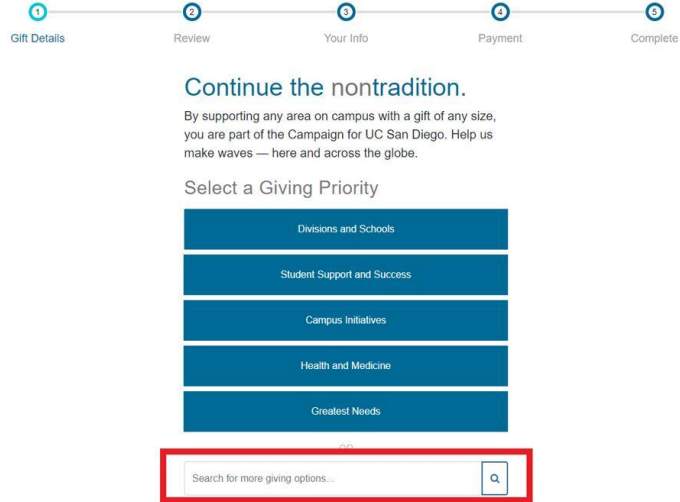 1 2 3 4 5
Gift Details Review Your Info Payment Complete
Continue the nontradition.
By supporting any area on campus with a gift of any size,
you are part of the Campaign for UC San Diego. Help us
make waves — here and across the globe.
Select a Giving Priority
Divisions and Schools
Student Support and Success
Campus Initiatives
Health and Medicine
Greatest Needs
OR
Search for more giving options...